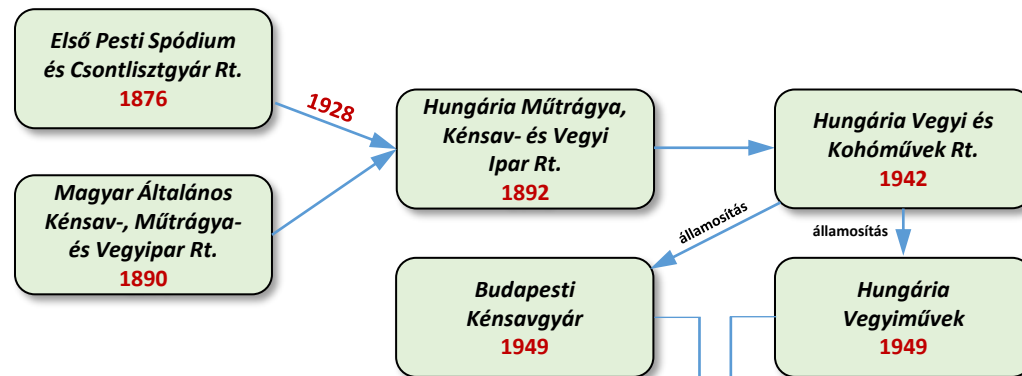 Első Pesti Spódium
és Csontlisztgyár Rt.
1876
1928
Hungária Műtrágya,
Kénsav- és Vegyi
Ipar Rt.
1892
Hungária Vegyi és
Kohóművek Rt.
1942
Magyar Általános
Kénsav-, Műtrágya-
és Vegyipar Rt.
1890
államosítás
államosítás
Budapesti
Kénsavgyár
1949
Hungária
Vegyiművek
1949